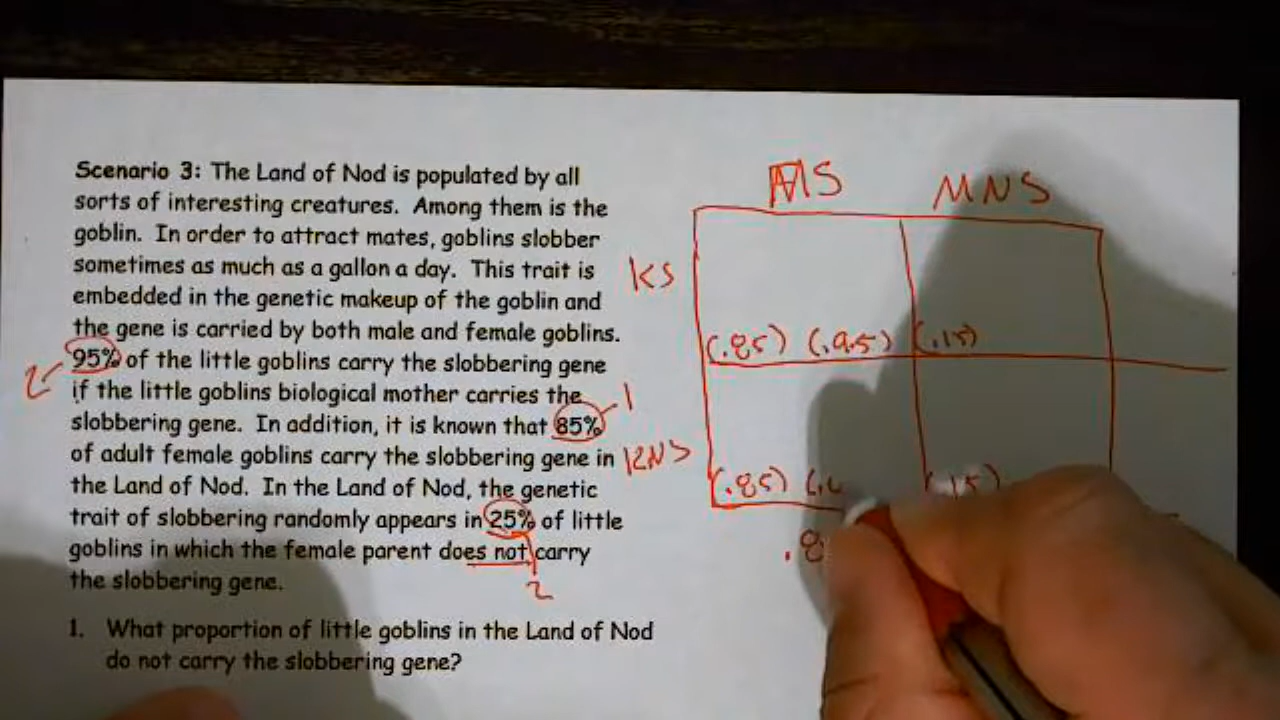 Scenario 3: The Land of Nod is populated by all
sorts of interesting creatures. Among them is the
goblin. In order to attract mates, goblins slobber
sometimes as much as a gallon a day. This trait is
embedded in the genetic makeup of the goblin and
the gene is carried by both male and female goblins.
95% of the little goblins carry the slobbering gene
if the little goblins biological mother carries the
slobbering gene. In addition, it is known that 85%
of adult female goblins carry the slobbering gene in
the Land of Nod. In the Land of Nod, the genetic
trait of slobbering randomly appears in 25% of little
goblins in which the female parent does not carry
the slobbering gene.
1. What proportion of little goblins in the Land of Nod
do not carry the slobbering gene?
2
1
2
MS MNS
KS
(.85) (.95) (.15)
KNS
(.85) (.15)
.8